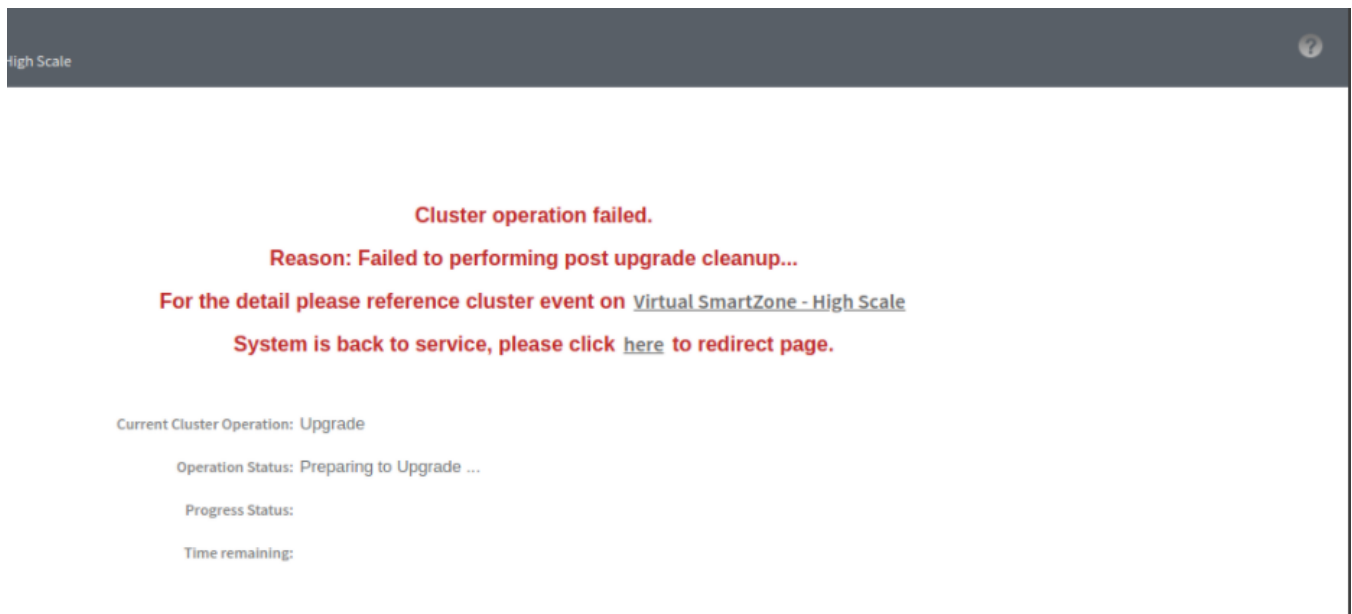 High Scale
?
Cluster operation failed.
Reason: Failed to performing post upgrade cleanup...
For the detail please reference cluster event on Virtual SmartZone - High Scale
System is back to service, please click here to redirect page.
Current Cluster Operation: Upgrade
Operation Status: Preparing to Upgrade ...
Progress Status:
Time remaining: